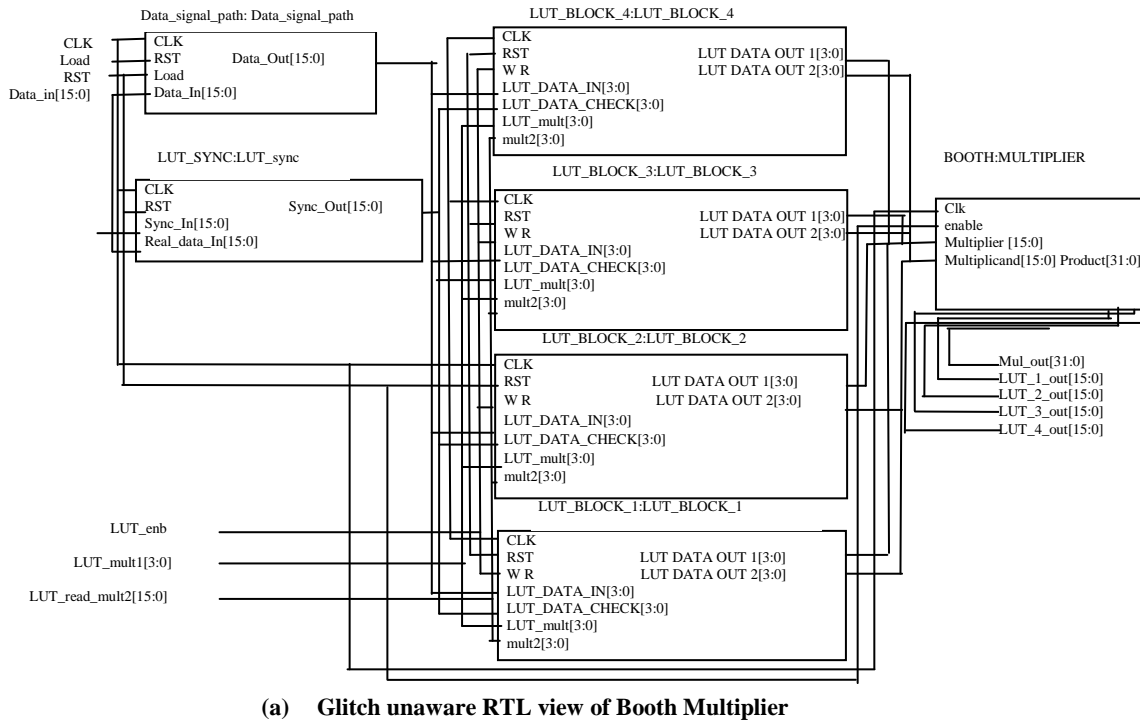 Data_signal_path: Data_signal_path
CLK
Load
RST
Data_in[15:0]
CLK
RST
Load
Data_In[15:0]
Data_Out[15:0]
LUT_SYNC:LUT_sync
CLK
RST
Sync_In[15:0]
Real_data_In[15:0]
Sync_Out[15:0]
LUT_enb
LUT_mult1[3:0]
LUT_read_mult2[15:0]
LUT_BLOCK_4:LUT_BLOCK_4
CLK
RST
W R
LUT_DATA_IN[3:0]
LUT_DATA_CHECK[3:0]
LUT_mult[3:0]
mult2[3:0]
LUT DATA OUT 1[3:0]
LUT DATA OUT 2[3:0]
LUT_BLOCK_3:LUT_BLOCK_3
CLK
RST
W R
LUT_DATA_IN[3:0]
LUT_DATA_CHECK[3:0]
LUT_mult[3:0]
mult2[3:0]
LUT DATA OUT 1[3:0]
LUT DATA OUT 2[3:0]
LUT_BLOCK_2:LUT_BLOCK_2
CLK
RST
W R
LUT_DATA_IN[3:0]
LUT_DATA_CHECK[3:0]
LUT_mult[3:0]
mult2[3:0]
LUT DATA OUT 1[3:0]
LUT DATA OUT 2[3:0]
LUT_BLOCK_1:LUT_BLOCK_1
CLK
RST
W R
LUT_DATA_IN[3:0]
LUT_DATA_CHECK[3:0]
LUT_mult[3:0]
mult2[3:0]
LUT DATA OUT 1[3:0]
LUT DATA OUT 2[3:0]
BOOTH:MULTIPLIER
Clk
enable
Multiplier [15:0]
Multiplicand[15:0] Product[31:0]
Mul_out[31:0]
LUT_1_out[15:0]
LUT_2_out[15:0]
LUT_3_out[15:0]
LUT_4_out[15:0]
(a) Glitch unaware RTL view of Booth Multiplier